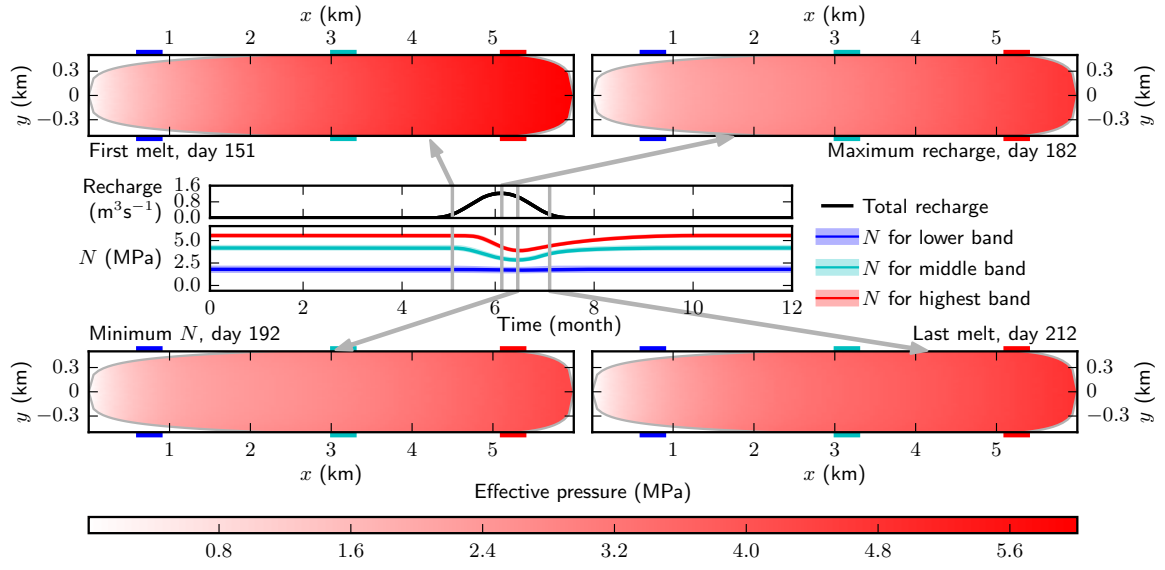 x (km)
x (km)
1 2 3 4 5
1 2 3 4 5
y (km)
0.3
0
−0.3
0.3
0
−0.3
y (km)
First melt, day 151
Maximum recharge, day 182
Recharge
(m³s⁻¹)
1.6
0.8
0.0
N (MPa)
5.0
2.5
0.0
0 2 4 6 8 10 12
Time (month)
Total recharge
N for lower band
N for middle band
N for highest band
Minimum N, day 192
Last melt, day 212
y (km)
0.3
0
−0.3
0.3
0
−0.3
y (km)
1 2 3 4 5
1 2 3 4 5
x (km)
x (km)
Effective pressure (MPa)
0.8 1.6 2.4 3.2 4.0 4.8 5.6